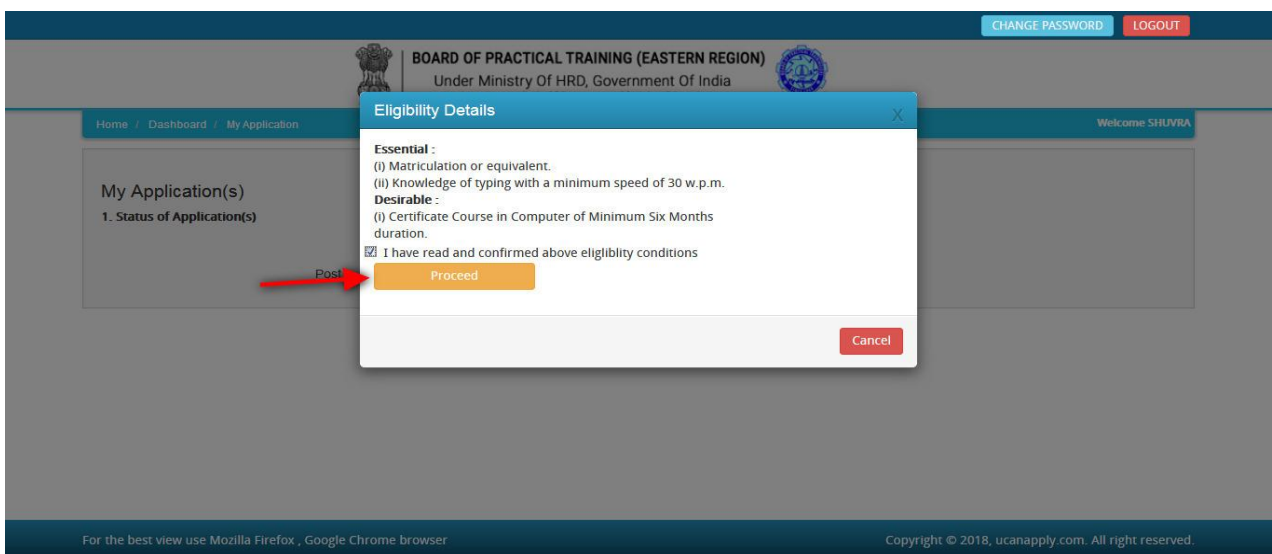 CHANGE PASSWORD LOGOUT
BOARD OF PRACTICAL TRAINING (EASTERN REGION)
Under Ministry Of HRD, Government Of India
Eligibility Details X
Home / Dashboard / My Application Welcome SHUVRA
Essential :
(i) Matriculation or equivalent.
(ii) Knowledge of typing with a minimum speed of 30 w.p.m.
Desirable :
(i) Certificate Course in Computer of Minimum Six Months
duration.
I have read and confirmed above eligliblity conditions
Proceed
Cancel
My Application(s)
1. Status of Application(s)
Post
For the best view use Mozilla Firefox , Google Chrome browser Copyright © 2018, ucanapply.com. All right reserved.